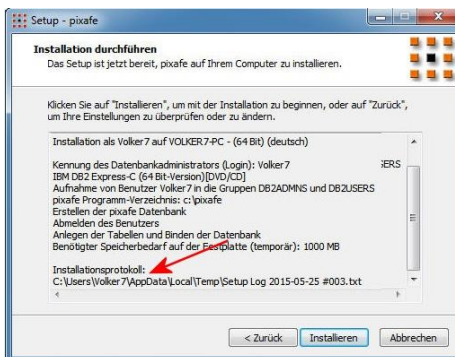 Setup - pixafe
Installation durchführen
Das Setup ist jetzt bereit, pixafe auf Ihrem Computer zu installieren.
Klicken Sie auf "Installieren", um mit der Installation zu beginnen, oder auf "Zurück",
um Ihre Einstellungen zu überprüfen oder zu ändern.
Installation als Volker7 auf VOLKER7-PC - (64 Bit) (deutsch)
Kennung des Datenbankadministrators (Login): Volker7
IBM DB2 Express-C (64 Bit-Version)[DVD/CD]
Aufnahme von Benutzer Volker7 in die Gruppen DB2ADMNS und DB2USERS
pixafe Programm-Verzeichnis: c:\pixafe
Erstellen der pixafe Datenbank
Abmelden des Benutzers
Anlegen der Tabellen und Binden der Datenbank
Benötigter Speicherbedarf auf der Festplatte (temporär): 1000 MB
Installationsprotokoll:
C:\Users\Volker7\AppData\Local\Temp\Setup Log 2015-05-25 #003.txt
< Zurück
Installieren
Abbrechen